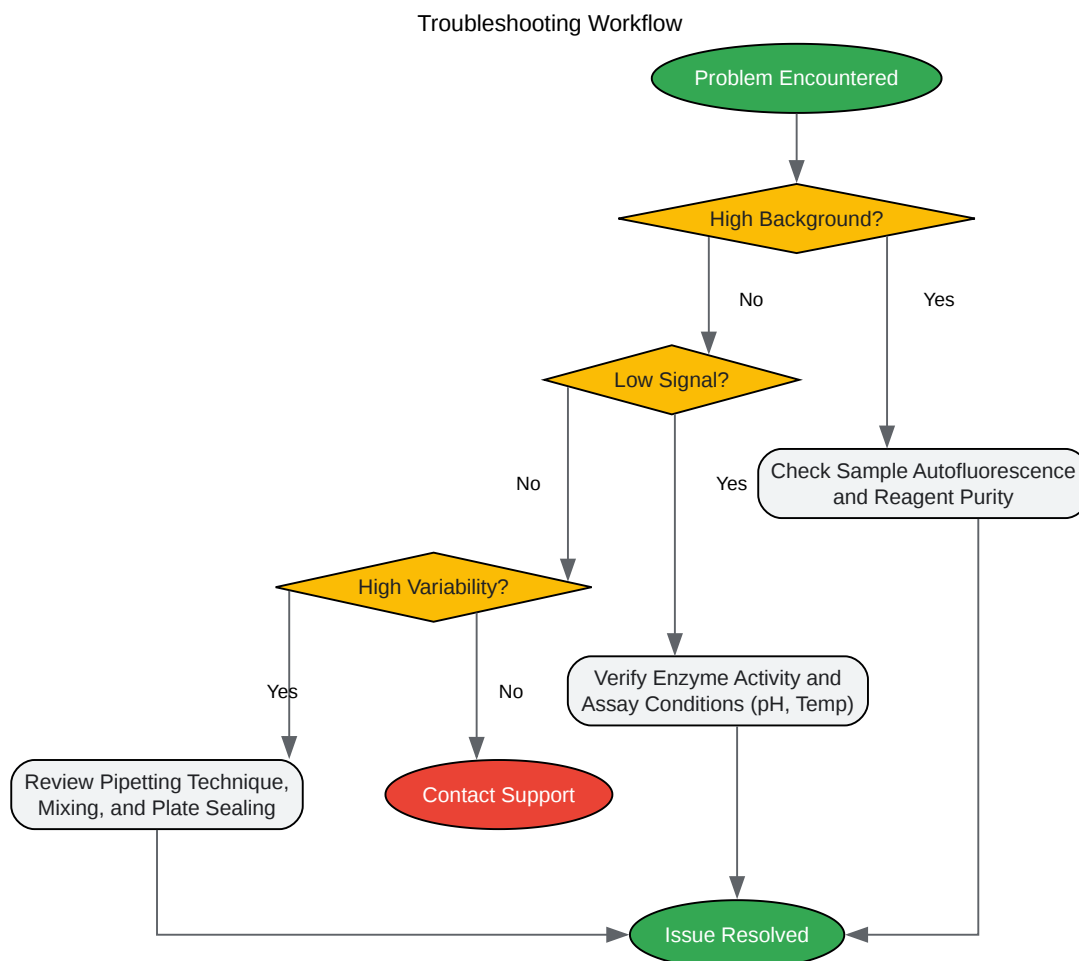 Troubleshooting Workflow
Problem Encountered
High Background?
No
Yes
Low Signal?
Check Sample Autofluorescence
and Reagent Purity
No
Yes
High Variability?
Verify Enzyme Activity and
Assay Conditions (pH, Temp)
Yes
No
Review Pipetting Technique,
Mixing, and Plate Sealing
Contact Support
Issue Resolved